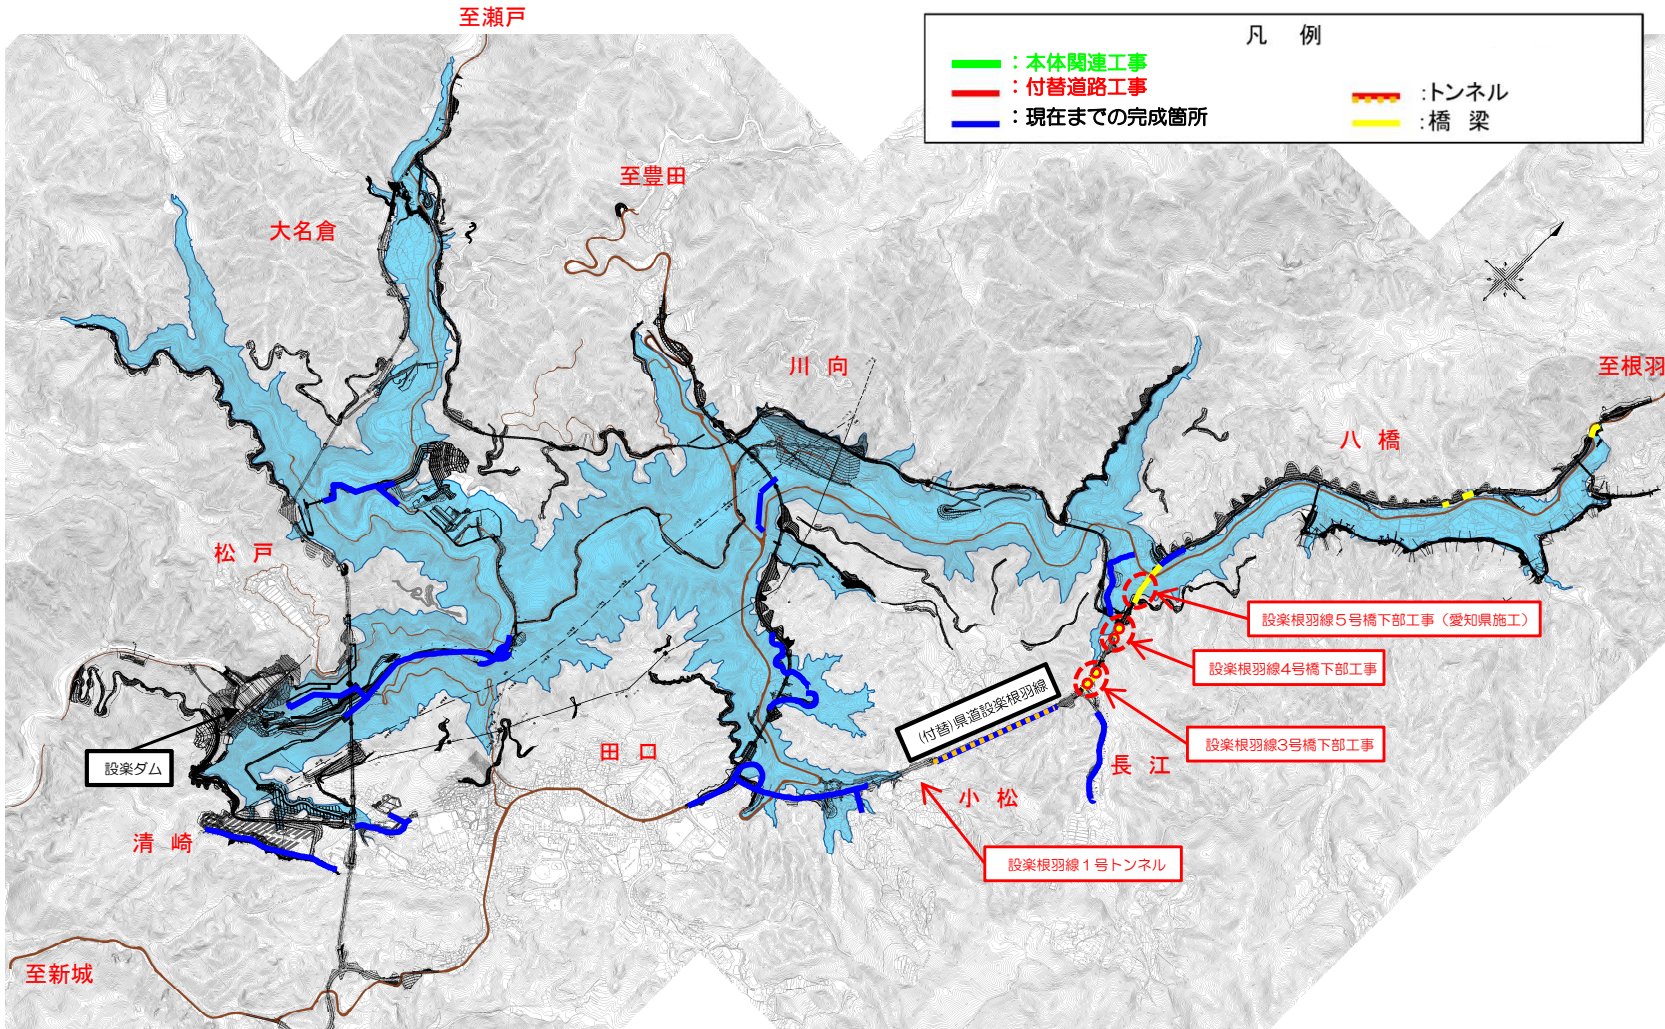 至瀬戸
凡 例
：本体関連工事
：付替道路工事
：現在までの完成箇所
:トンネル
:橋 梁
至豊田
大名倉
川 向
至根羽
八 橋
松 戸
設楽根羽線５号橋下部工事（愛知県施工）
設楽根羽線4号橋下部工事
(付替)県道設楽根羽線
設楽根羽線3号橋下部工事
設楽ダム
田 口
長 江
小 松
清 崎
設楽根羽線１号トンネル
至新城